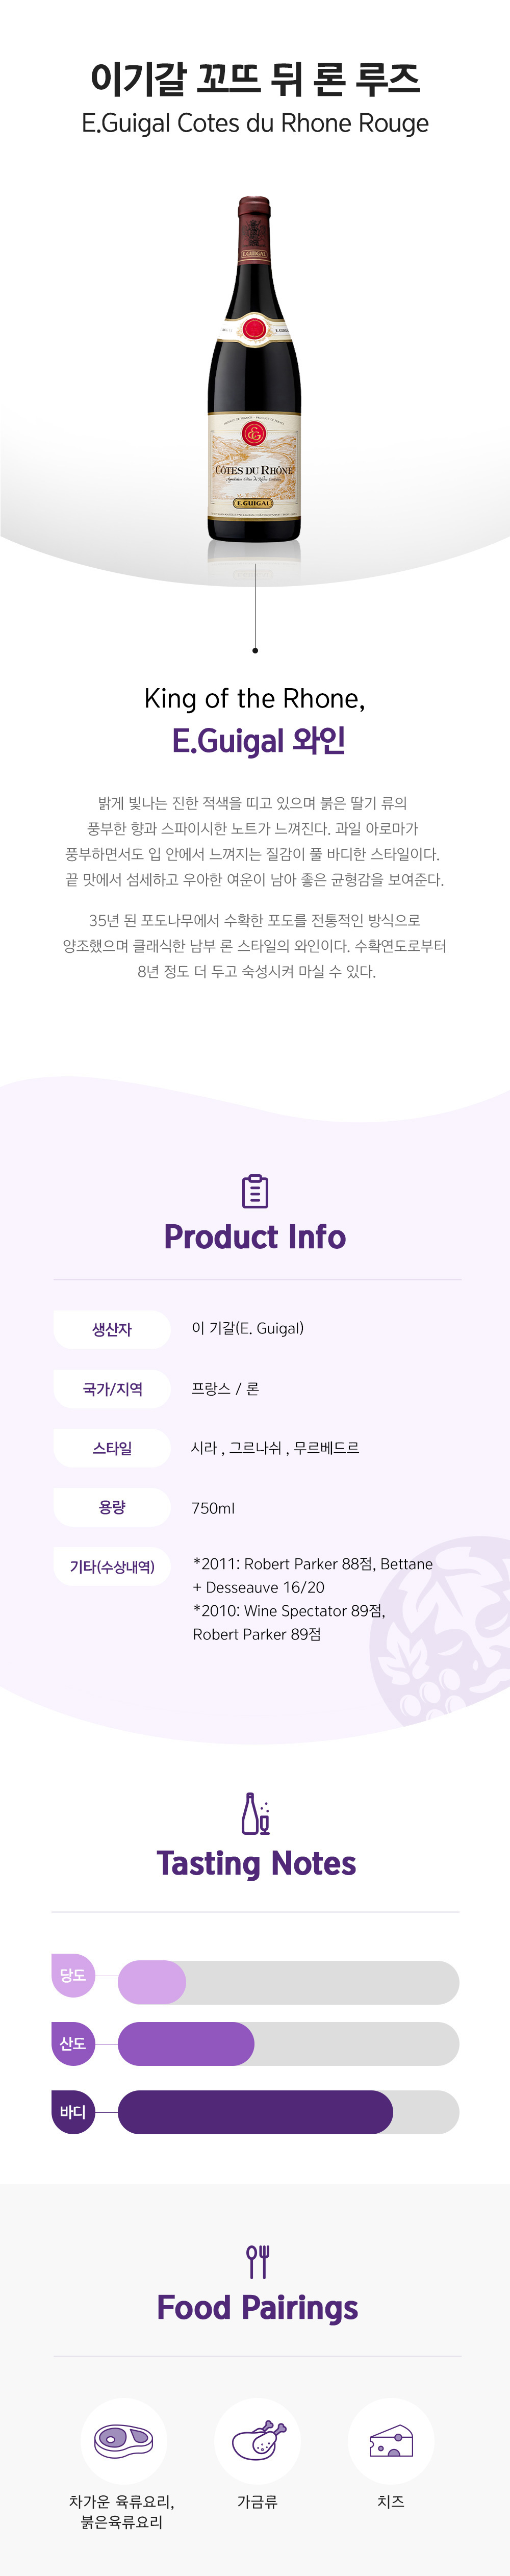 이기갈 꼬뜨 뒤 론 루즈
E.Guigal Cotes du Rhone Rouge
E.GUIGAL
CÔTES DU RHÔNE
E.GUIGAL
King of the Rhone,
E.Guigal 와인
밝게 빛나는 진한 적색을 띠고 있으며 붉은 딸기 류의
풍부한 향과 스파이시한 노트가 느껴진다. 과일 아로마가
풍부하면서도 입 안에서 느껴지는 질감이 풀 바디한 스타일이다.
끝 맛에서 섬세하고 우아한 여운이 남아 좋은 균형감을 보여준다.
35년 된 포도나무에서 수확한 포도를 전통적인 방식으로
양조했으며 클래식한 남부 론 스타일의 와인이다. 수확연도로부터
8년 정도 더 두고 숙성시켜 마실 수 있다.
Product Info
생산자
이 기갈(E. Guigal)
국가/지역
프랑스 / 론
스타일
시라 , 그르나쉬 , 무르베드르
용량
750ml
기타(수상내역)
*2011: Robert Parker 88점, Bettane
+ Desseauve 16/20
*2010: Wine Spectator 89점,
Robert Parker 89점
Tasting Notes
당도
산도
바디
Food Pairings
차가운 육류요리,
붉은육류요리
가금류
치즈